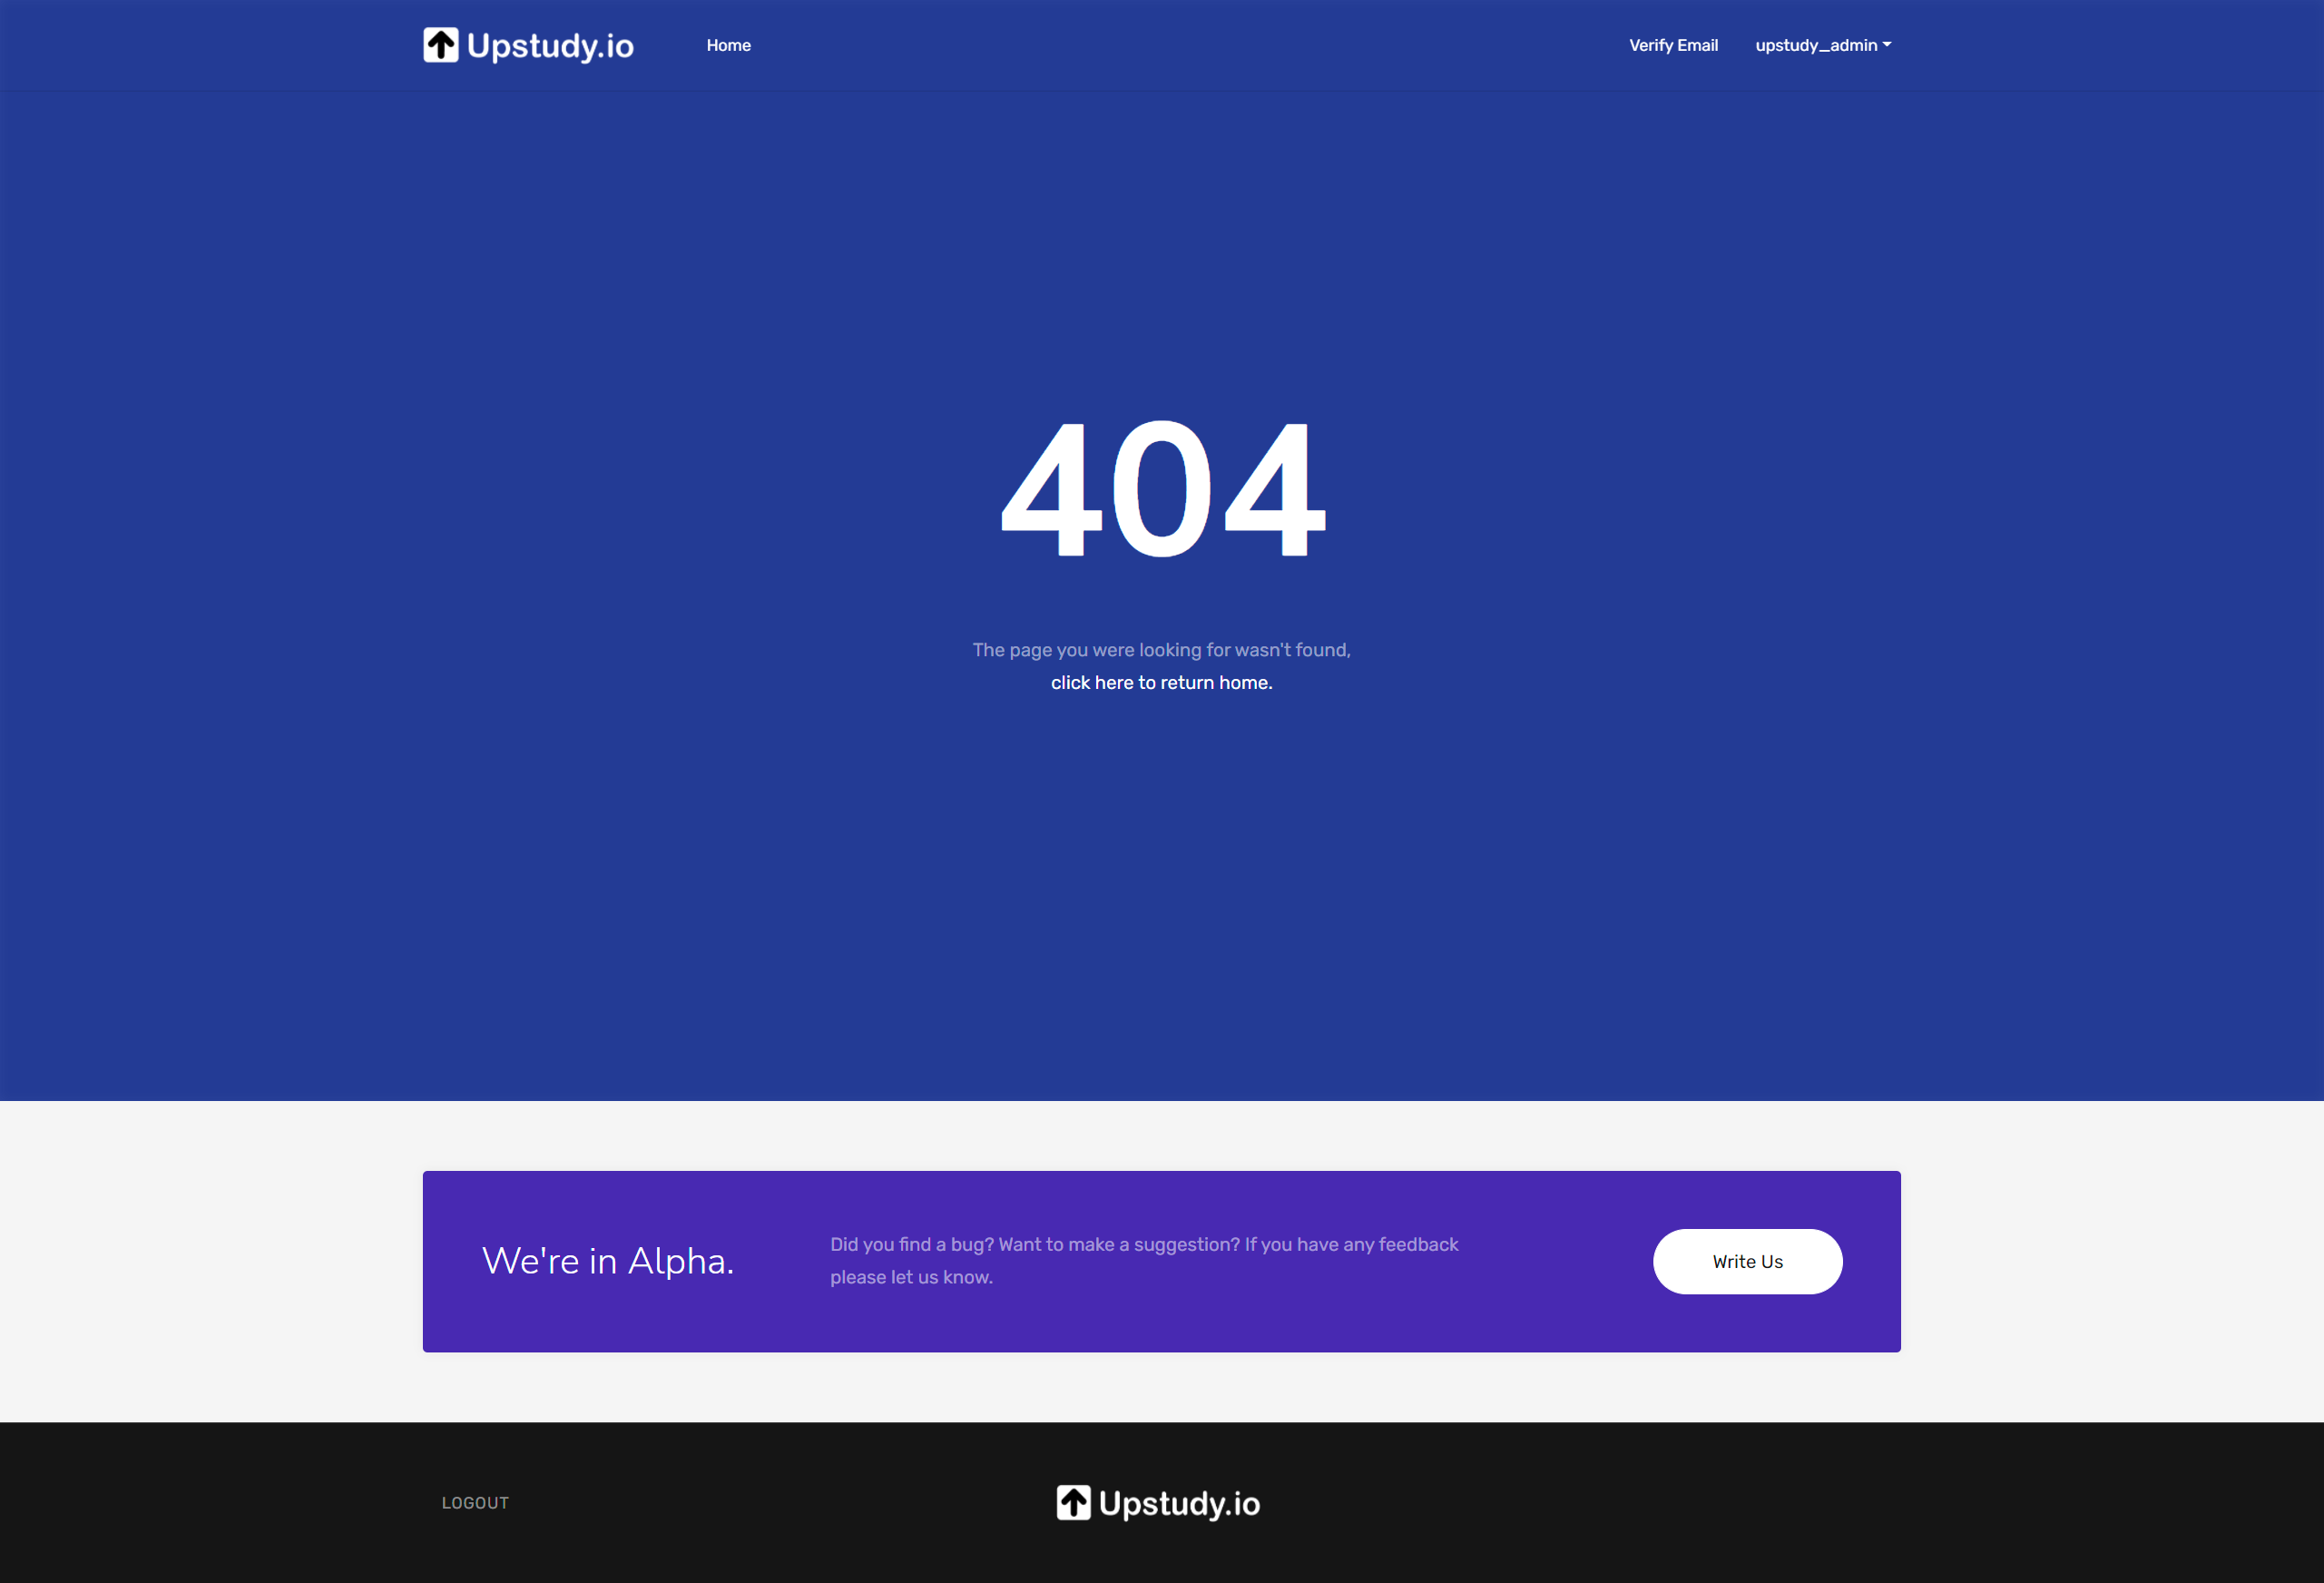 Upstudy.io
Home
Verify Email
upstudy_admin
404
The page you were looking for wasn't found,
click here to return home.
We're in Alpha.
Did you find a bug? Want to make a suggestion? If you have any feedback
please let us know.
Write Us
LOGOUT
Upstudy.io